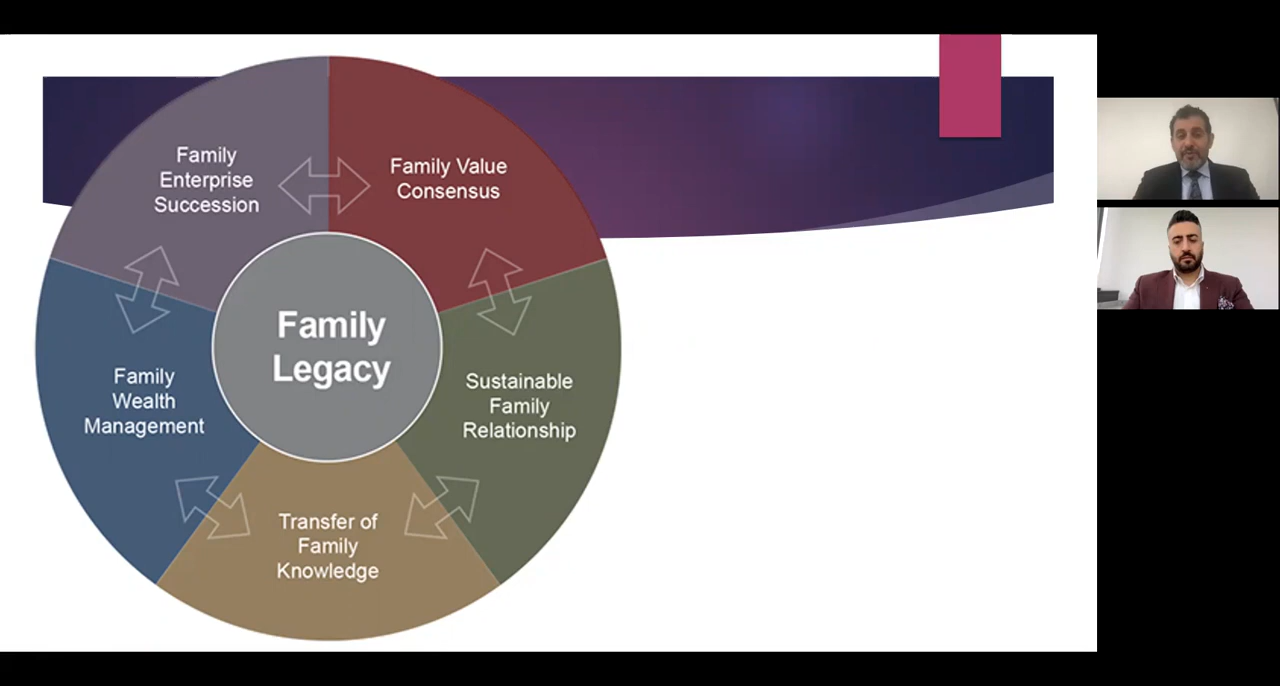 Family
Enterprise
Succession
Family Value
Consensus
Family
Legacy
Family
Wealth
Management
Sustainable
Family
Relationship
Transfer of
Family
Knowledge